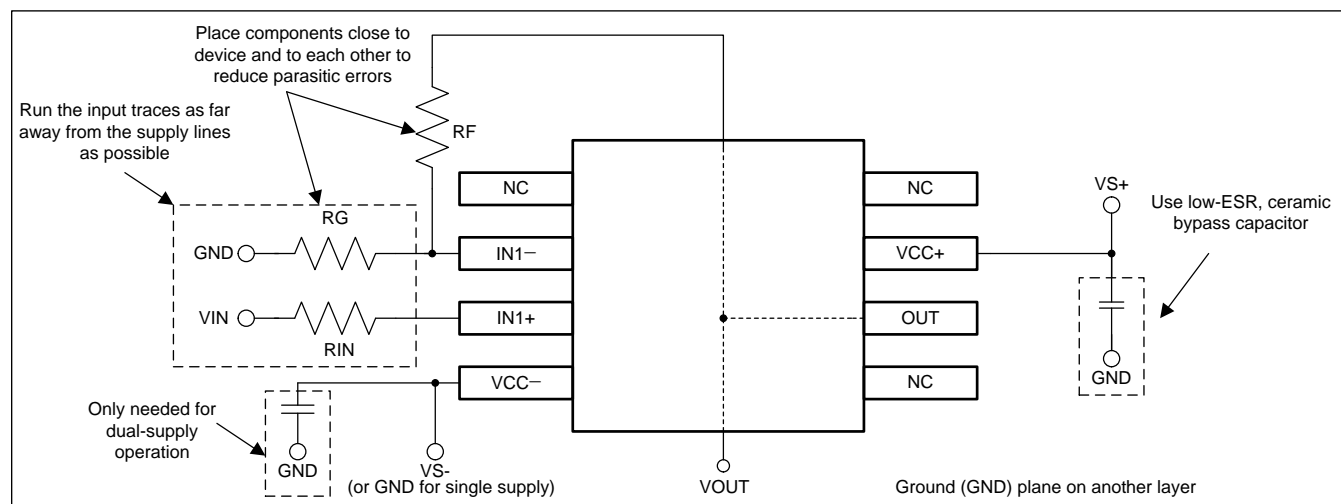 Place components close to
device and to each other to
reduce parasitic errors
Run the input traces as far
away from the supply lines
as possible
RF
NC
NC
VS+
Use low-ESR, ceramic
bypass capacitor
RG
GND
IN1−
VCC+
VIN
IN1+
OUT
RIN
VCC−
NC
GND
Only needed for
dual-supply
operation
GND
VS-
(or GND for single supply)
VOUT
Ground (GND) plane on another layer